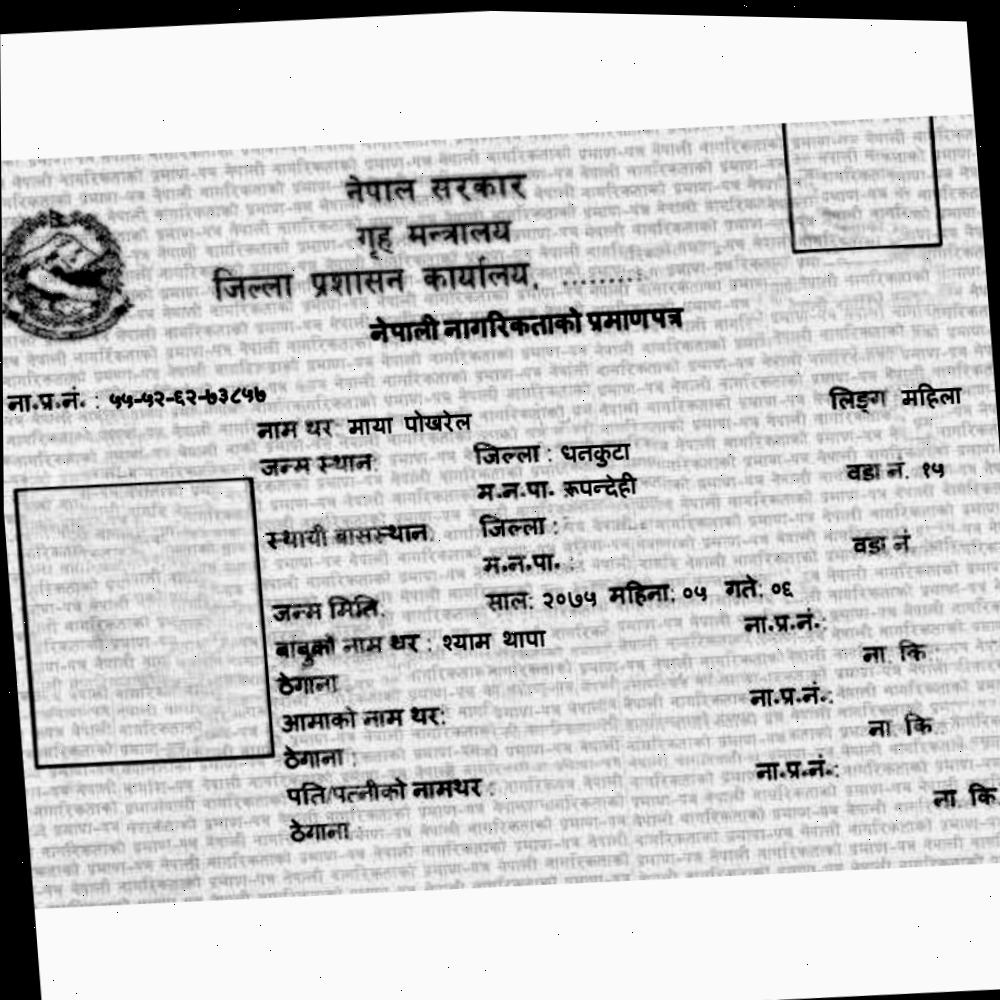 नेपाल सरकार
गृह मन्त्रालय
जिल्ला प्रशासन कार्यालय, .........
नेपाली नागरिकताको प्रमाणपत्र
ना.प्र.नं. : ५५-५२-६२-७३८५७
लिङ्ग महिला
नाम थर: माया पोखरेल
जन्म स्थान: जिल्ला : धनकुटा
म.न.पा. रूपन्देही वडा नं. १५
स्थायी बासस्थान: जिल्ला :
म.न.पा. : वडा नं
जन्म मिति: साल: २०७५ महिना: ०५ गते: ०६
बाबुको नाम थर : श्याम थापा ना.प्र.नं.:
ठेगाना ना. कि.:
आमाको नाम थर: ना.प्र.नं.:
ठेगाना : ना. कि.
पति/पत्नीको नामथर : ना.प्र.नं.:
ठेगाना : ना. कि